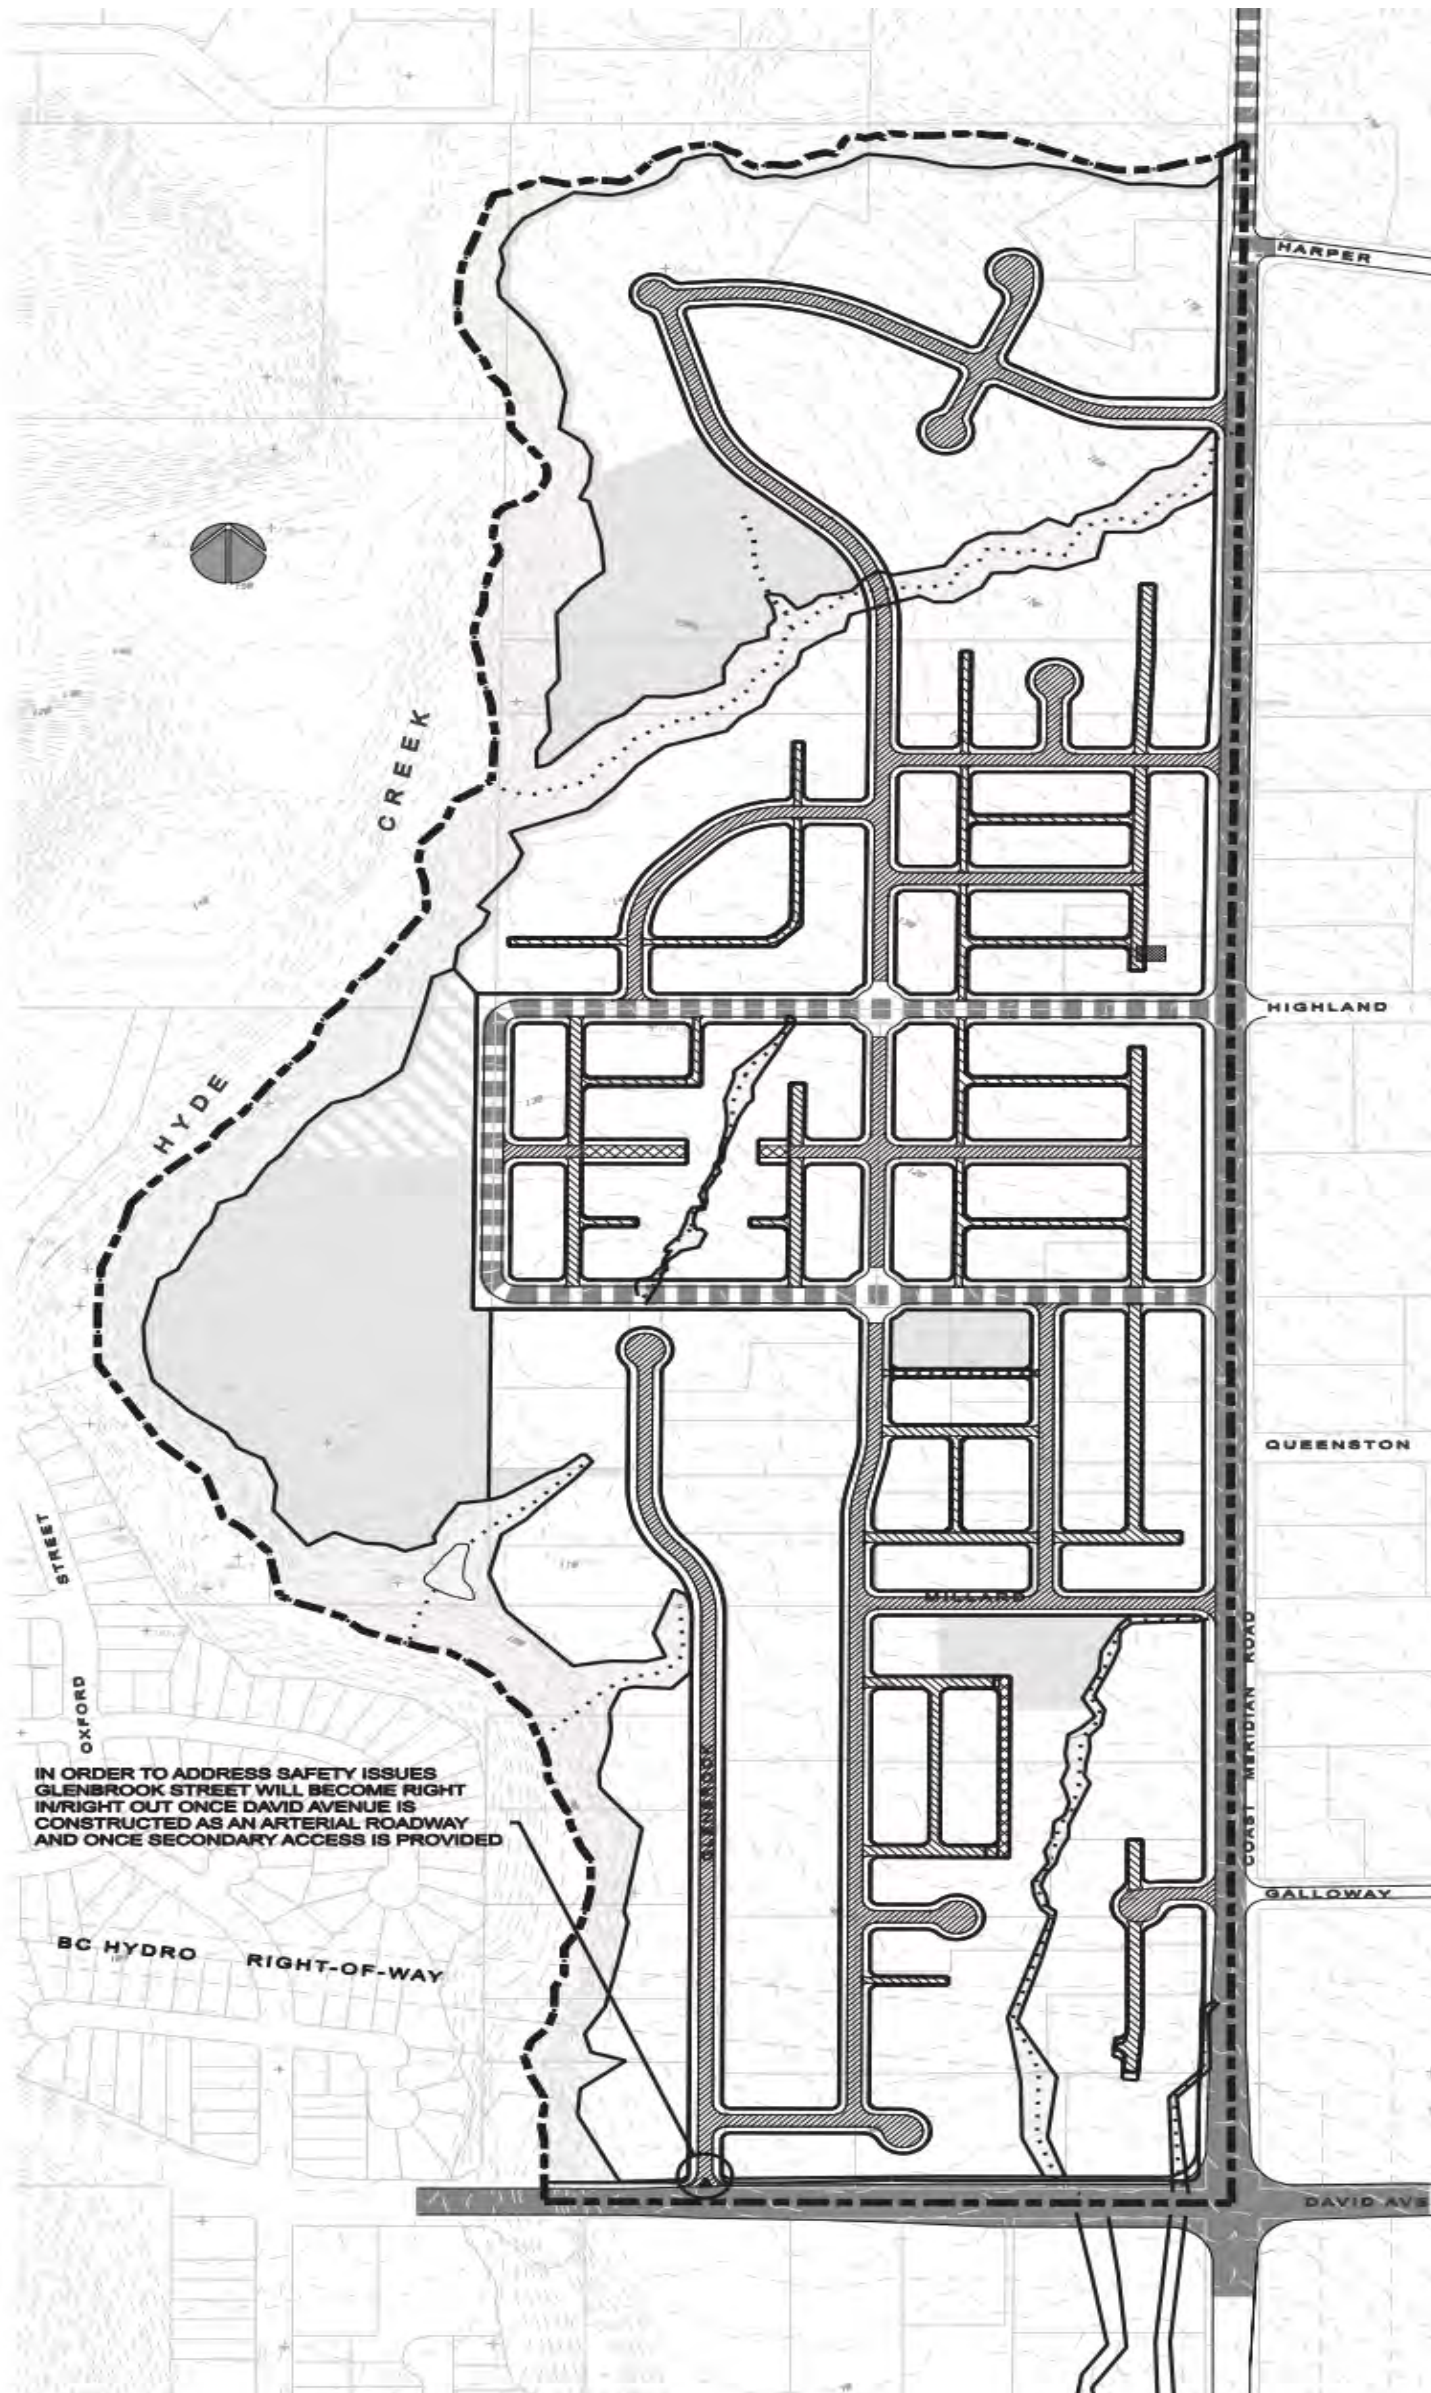 HARPER
CREEK
HIGHLAND
HYDE
QUEENSTON
STREET
MILLARD
COAST MERIDIAN ROAD
OXFORD
IN ORDER TO ADDRESS SAFETY ISSUES
GLENBROOK STREET WILL BECOME RIGHT
IN/RIGHT OUT ONCE DAVID AVENUE IS
CONSTRUCTED AS AN ARTERIAL ROADWAY
AND ONCE SECONDARY ACCESS IS PROVIDED
GLENBROOK
GALLOWAY
BC HYDRO RIGHT-OF-WAY
DAVID AVE